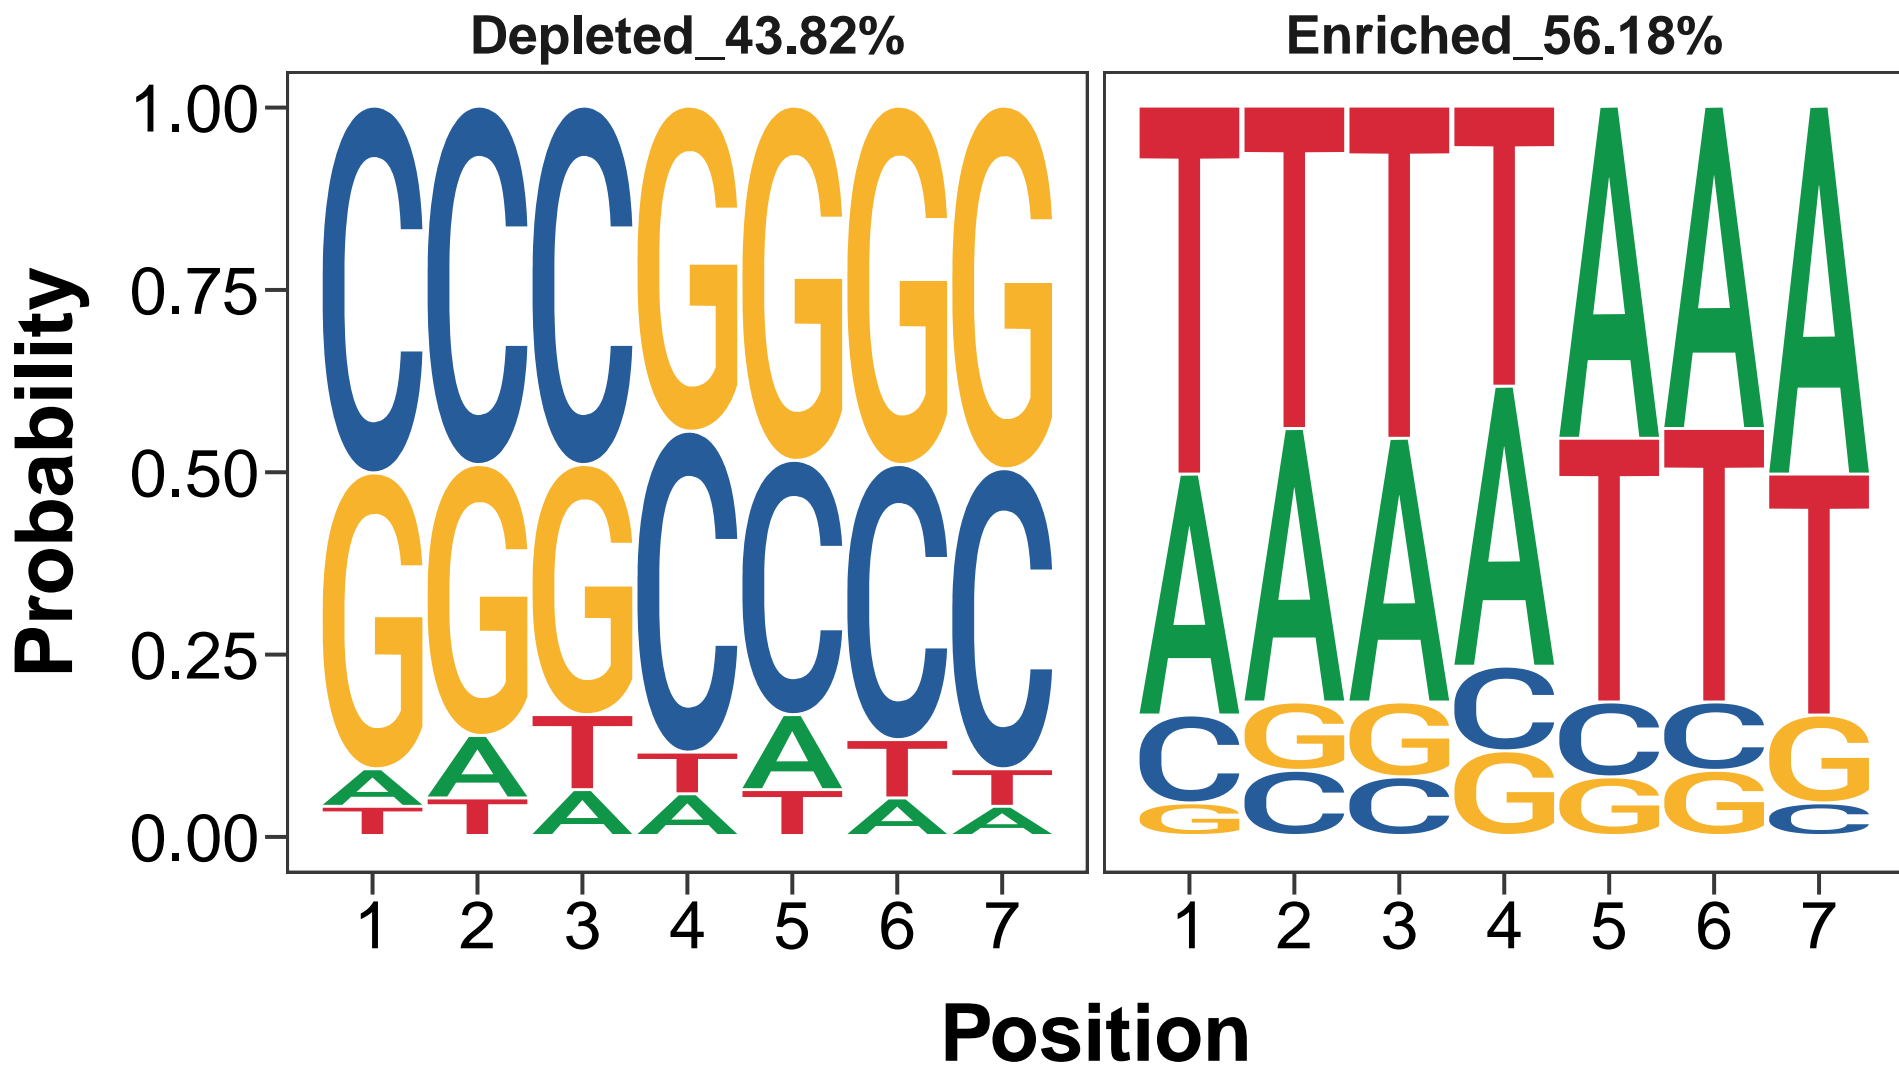 Depleted_43.82% Enriched_56.18%
Probability
1.00
0.75
0.50
0.25
0.00
C C C G G G G T T T T A A A
G G G C C C C A A A A T T T
A A T T A T T C G G C C C G
T T A A T A A G C C G G G C
1 2 3 4 5 6 7 1 2 3 4 5 6 7
Position